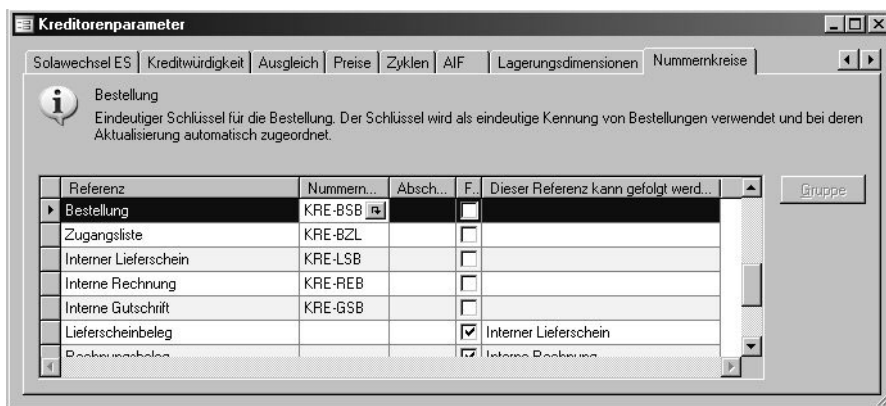 Kreditorenparameter
Solawechsel ES Kreditwürdigkeit Ausgleich Preise Zyklen AIF Lagerungsdimensionen Nummernkreise
Bestellung
Eindeutiger Schlüssel für die Bestellung. Der Schlüssel wird als eindeutige Kennung von Bestellungen verwendet und bei deren
Aktualisierung automatisch zugeordnet.
Referenz Nummern... Absch... F.. Dieser Referenz kann gefolgt werd...
Gruppe
Bestellung KRE-BSB
Zugangsliste KRE-BZL
Interner Lieferschein KRE-LSB
Interne Rechnung KRE-REB
Interne Gutschrift KRE-GSB
Lieferscheinbeleg Interner Lieferschein
Rechnungsbeleg Interne Rechnung